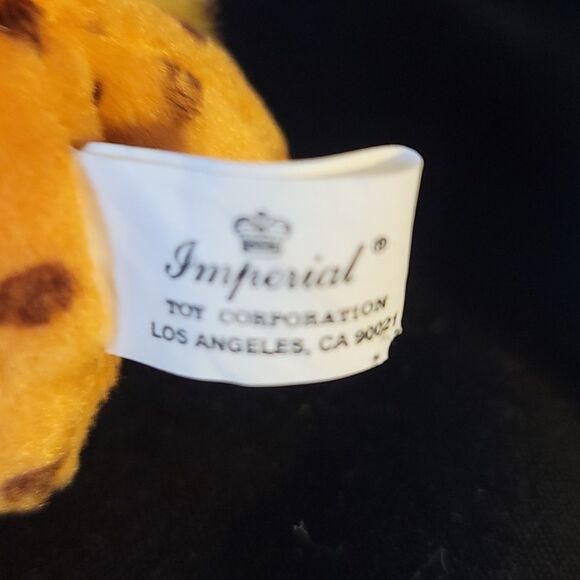 Imperial®
TOY CORPORATION
LOS ANGELES, CA 90021